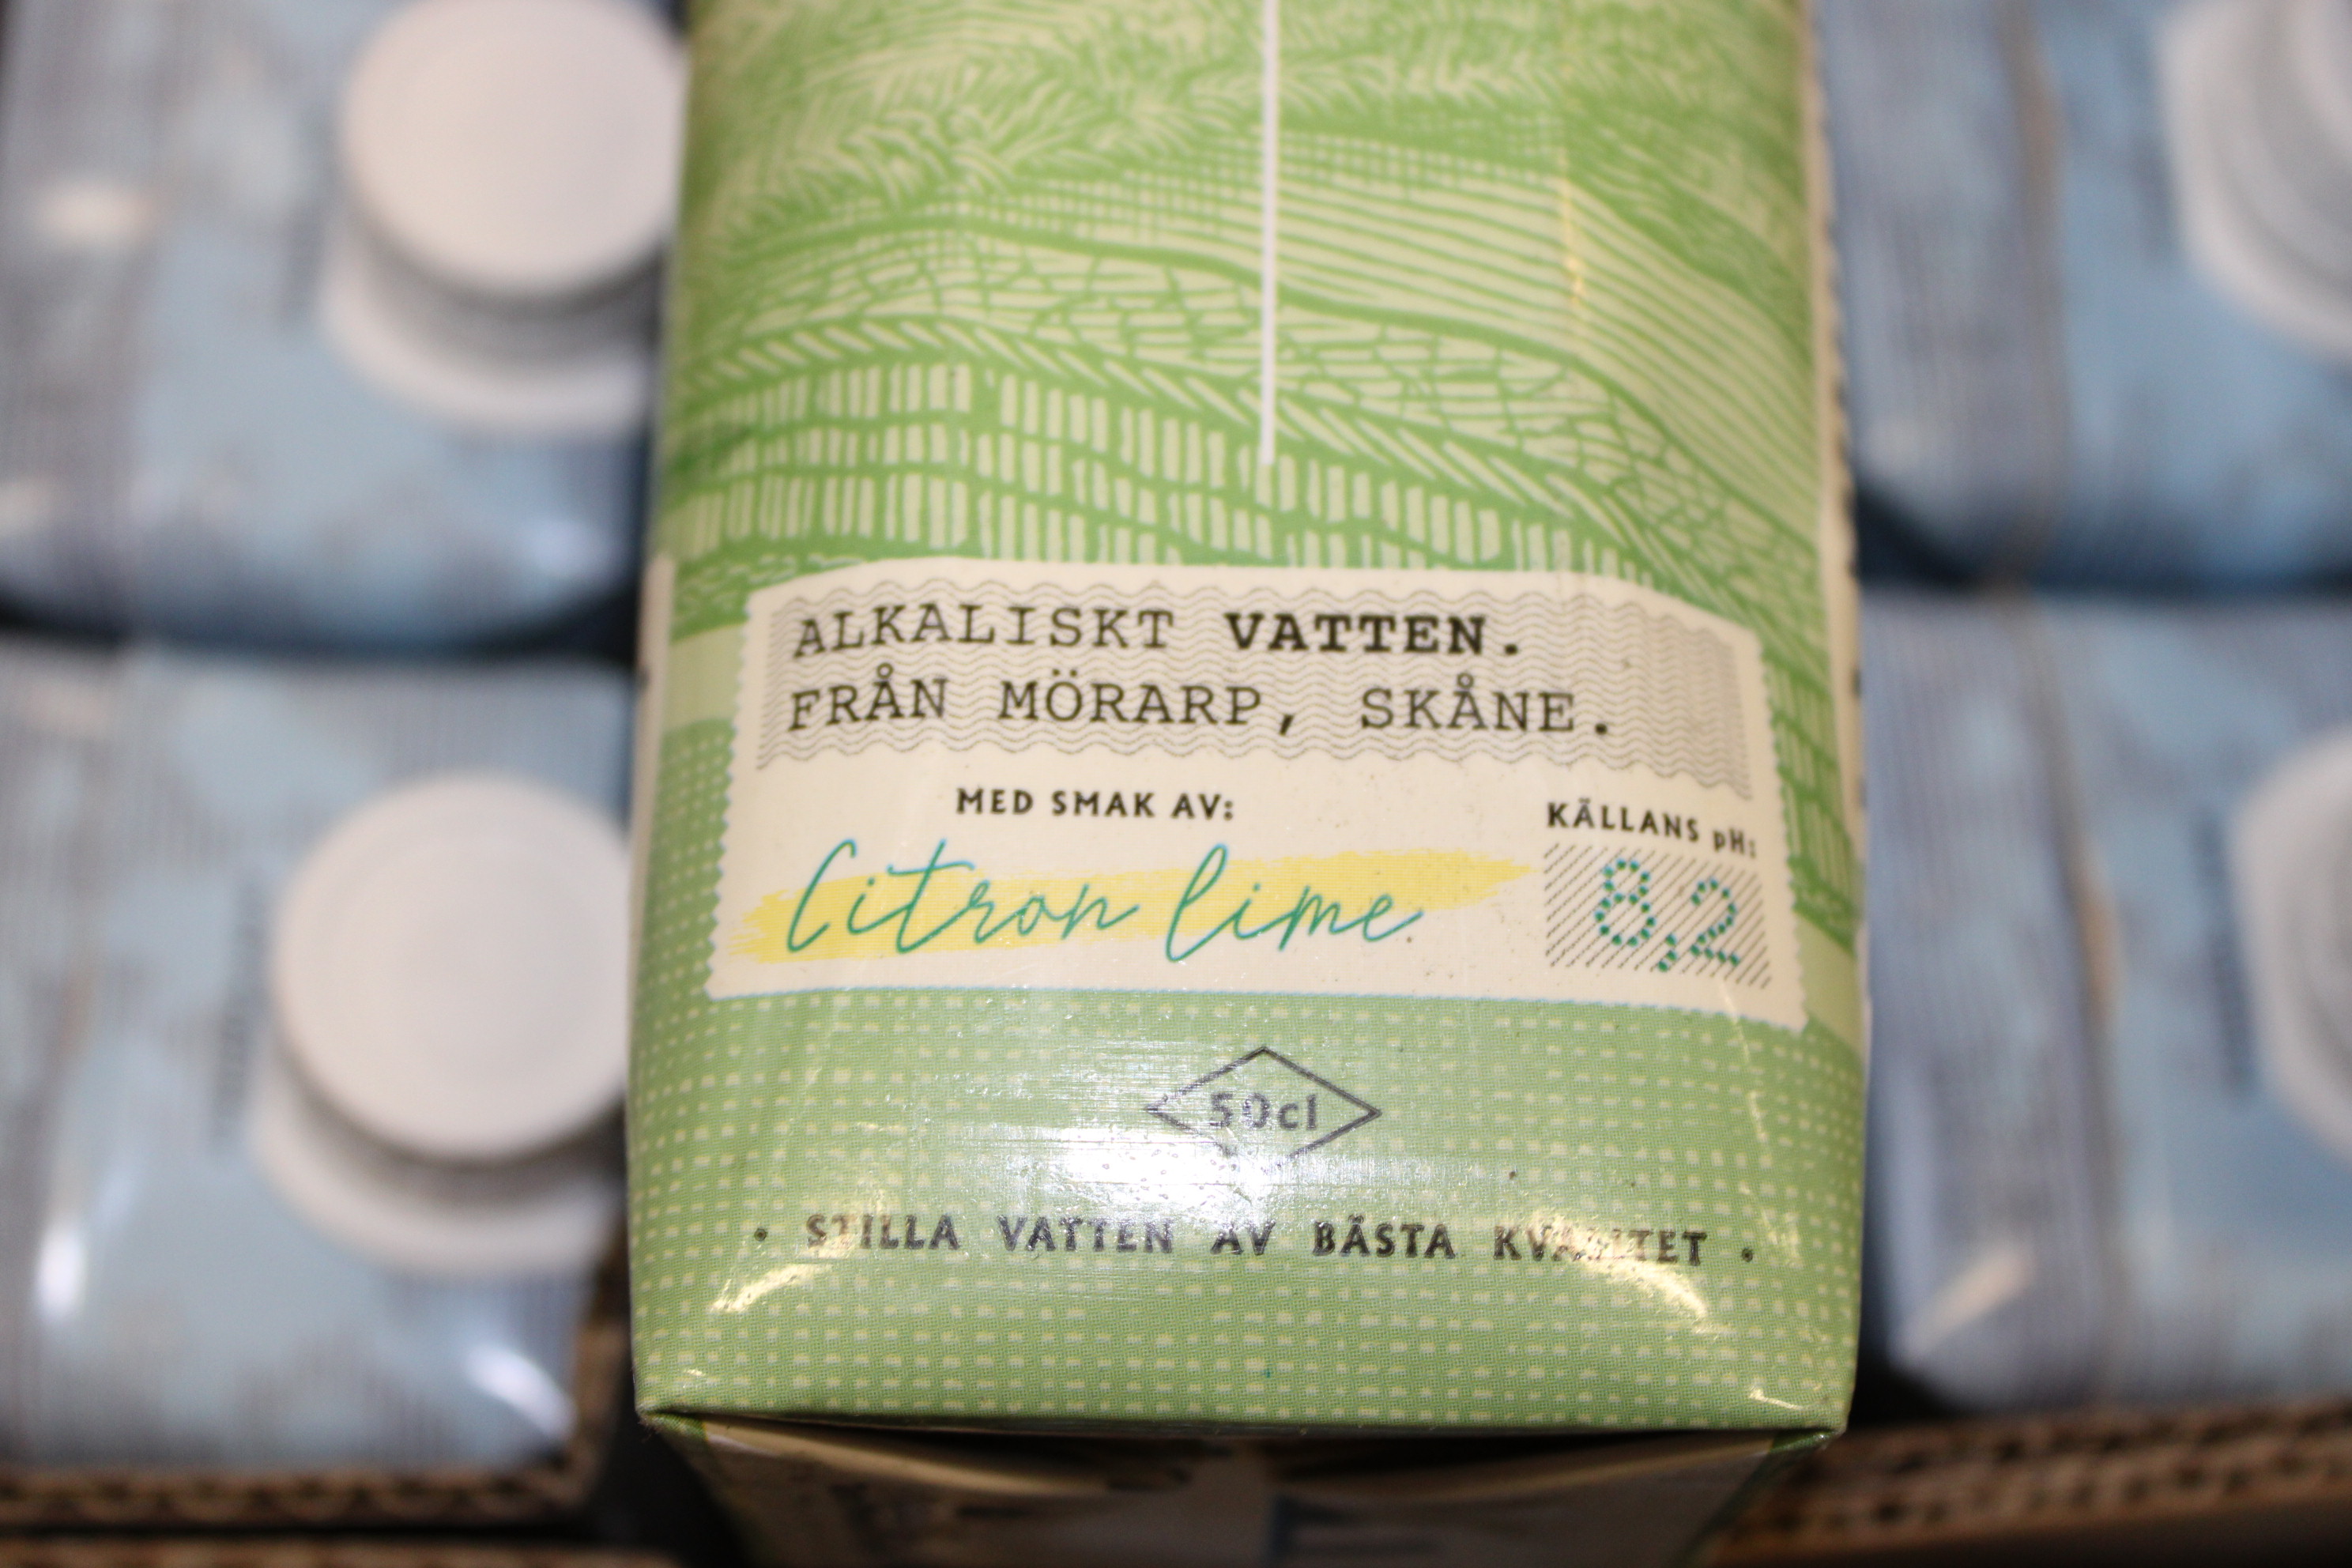 ALKALISKT VATTEN.
FRÅN MÖRARP, SKÅNE.
MED SMAK AV:
Citron lime
KÄLLANS pH:
8,2
50cl
• STILLA VATTEN AV BÄSTA KVALITET •